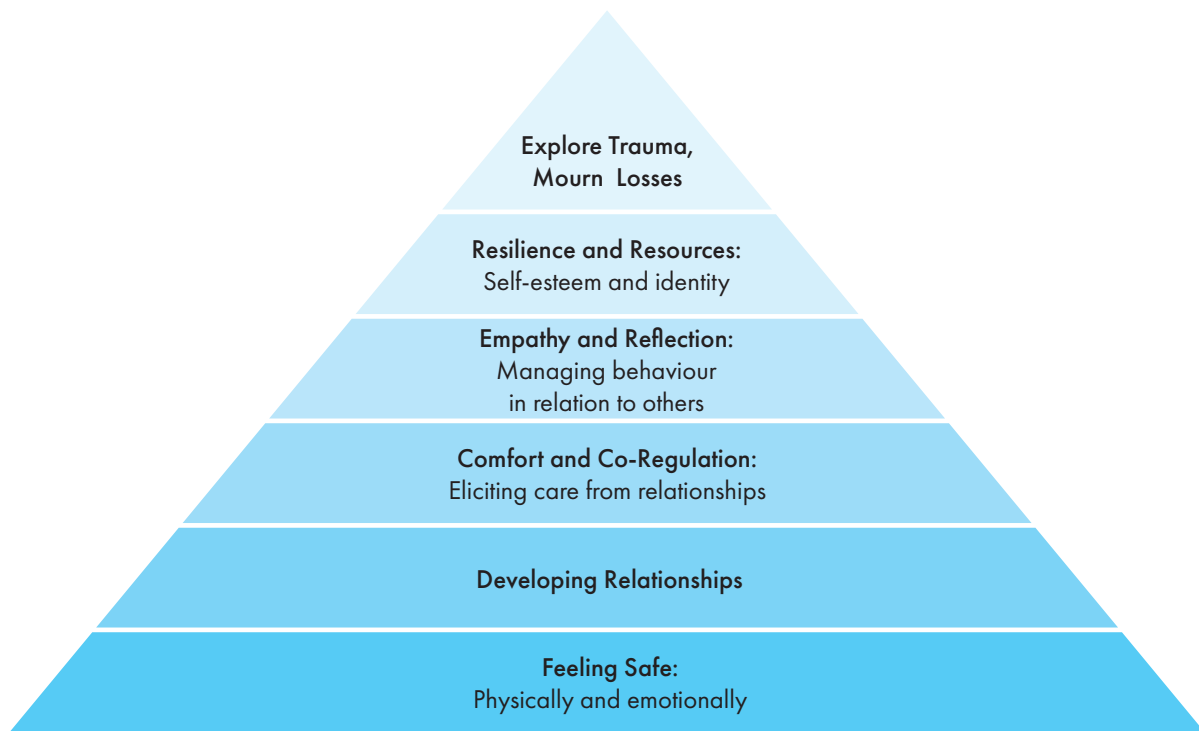 Explore Trauma,
Mourn Losses
Resilience and Resources:
Self-esteem and identity
Empathy and Reflection:
Managing behaviour
in relation to others
Comfort and Co-Regulation:
Eliciting care from relationships
Developing Relationships
Feeling Safe:
Physically and emotionally